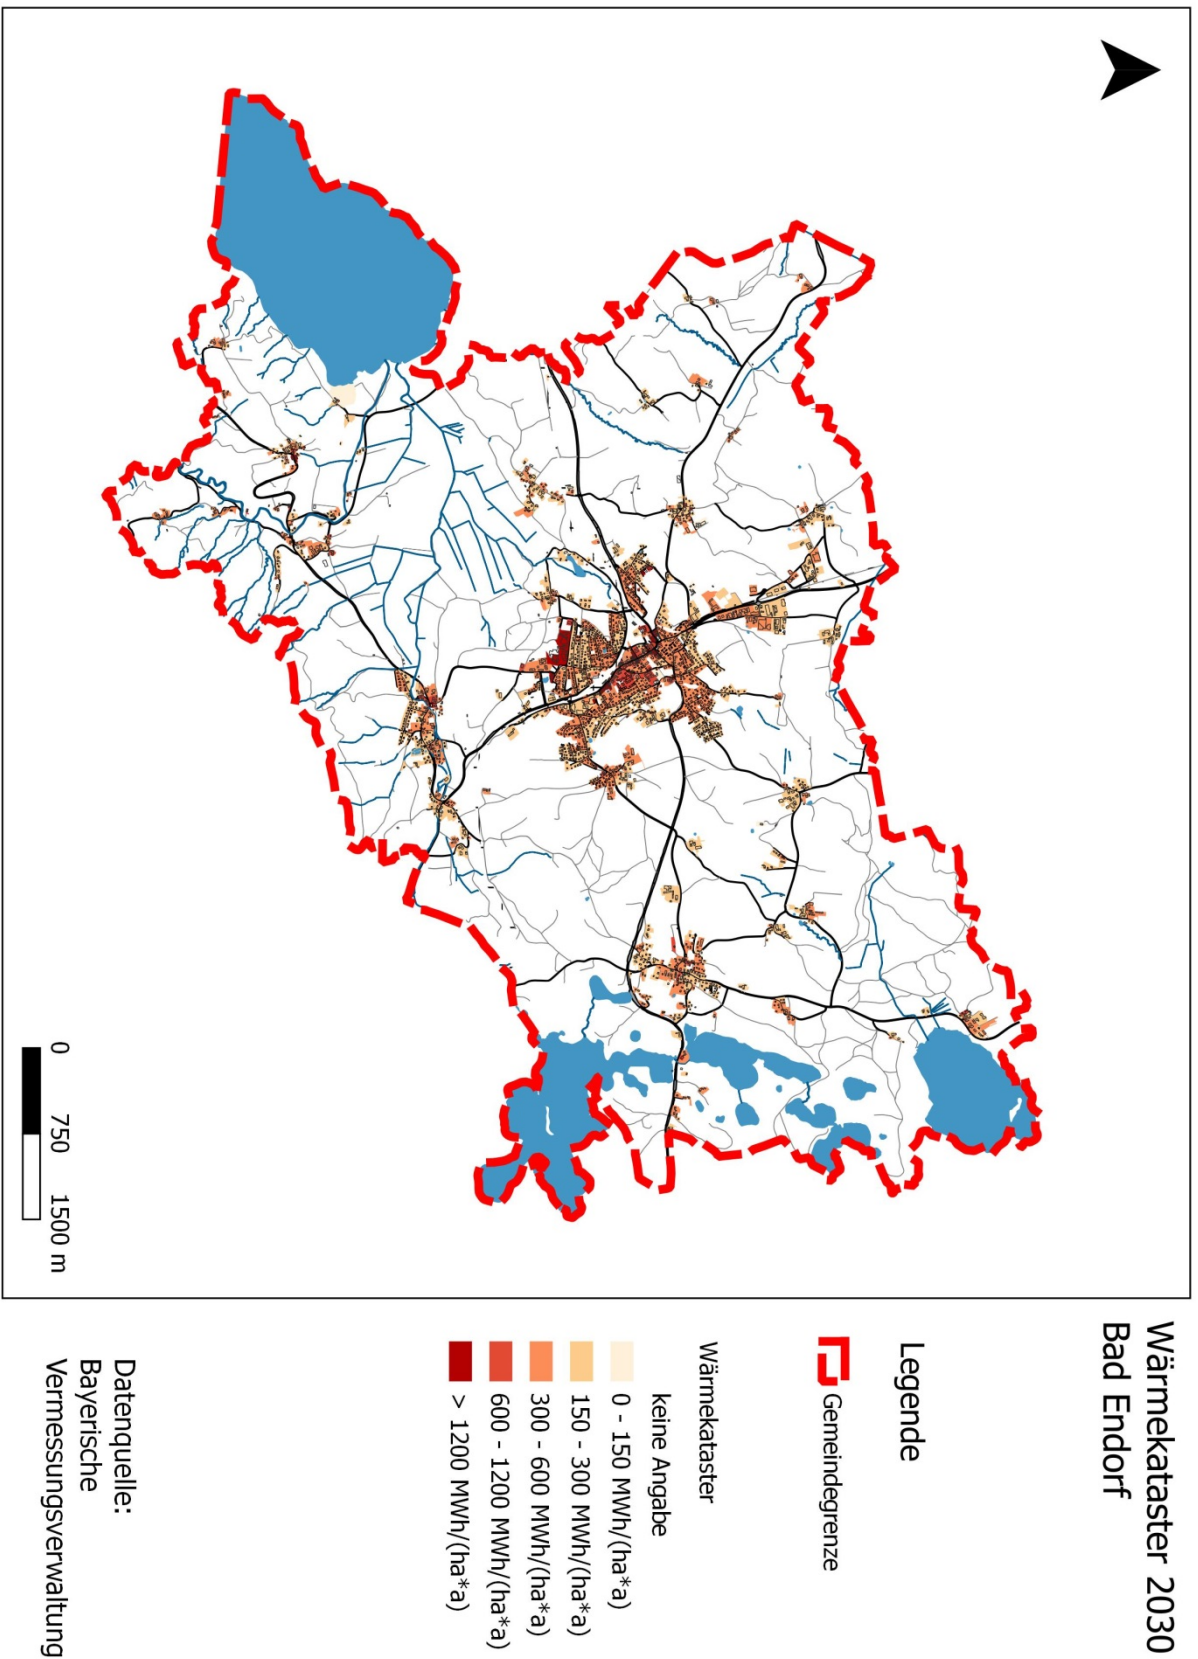 Wärmekataster 2030
Bad Endorf
Legende
Gemeindegrenze
Wärmekataster
keine Angabe
0 - 150 MWh/(ha*a)
150 - 300 MWh/(ha*a)
300 - 600 MWh/(ha*a)
600 - 1200 MWh/(ha*a)
> 1200 MWh/(ha*a)
Datenquelle:
Bayerische
Vermessungsverwaltung
0 750 1500 m